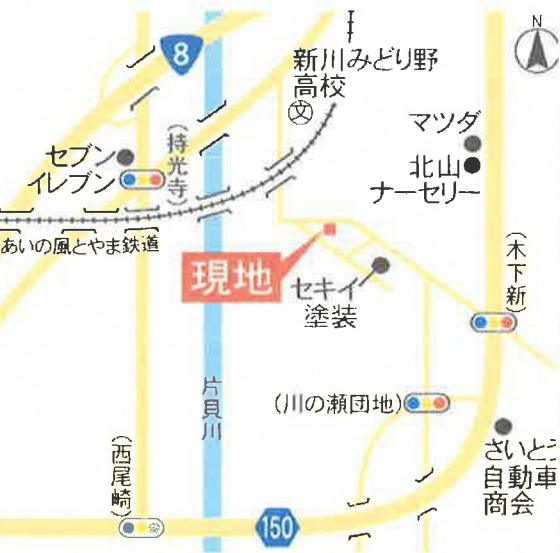 N
8
新川みどり野
高校
文
マツダ
(持光寺)
セブン
イレブン
北山
ナーセリー
あいの風とやま鉄道
(木下新)
現地
セキイ
塗装
片貝川
(川の瀬団地)
(西尾崎)
さいとう
自動車
商会
150